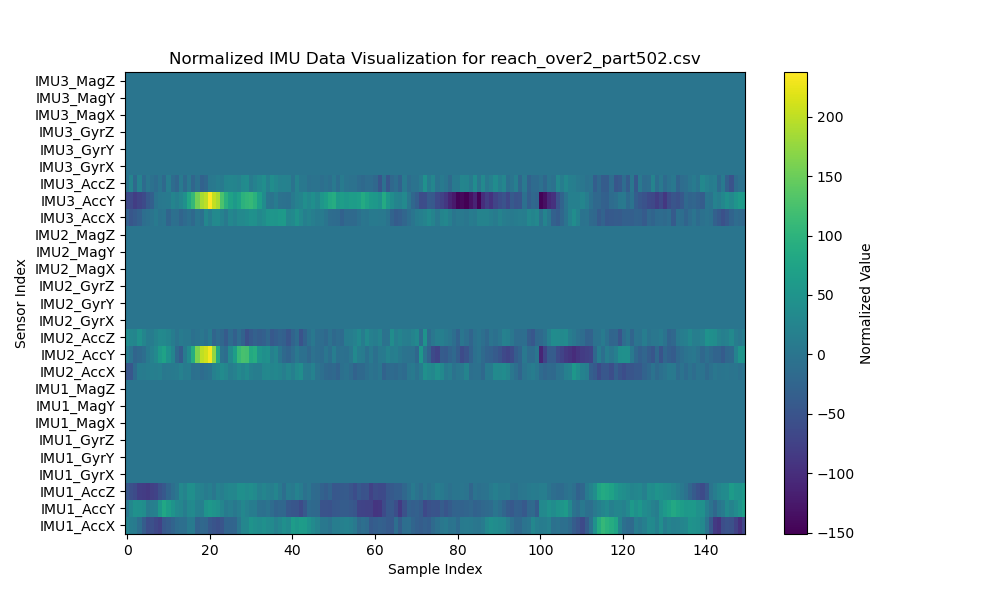 Normalized IMU Data Visualization for reach_over2_part502.csv
IMU3_MagZ
IMU3_MagY
IMU3_MagX
IMU3_GyrZ
IMU3_GyrY
IMU3_GyrX
IMU3_AccZ
IMU3_AccY
IMU3_AccX
IMU2_MagZ
IMU2_MagY
IMU2_MagX
IMU2_GyrZ
IMU2_GyrY
IMU2_GyrX
IMU2_AccZ
IMU2_AccY
IMU2_AccX
IMU1_MagZ
IMU1_MagY
IMU1_MagX
IMU1_GyrZ
IMU1_GyrY
IMU1_GyrX
IMU1_AccZ
IMU1_AccY
IMU1_AccX
Sensor Index
0 20 40 60 80 100 120 140
Sample Index
200
150
100
50
0
−50
−100
−150
Normalized Value